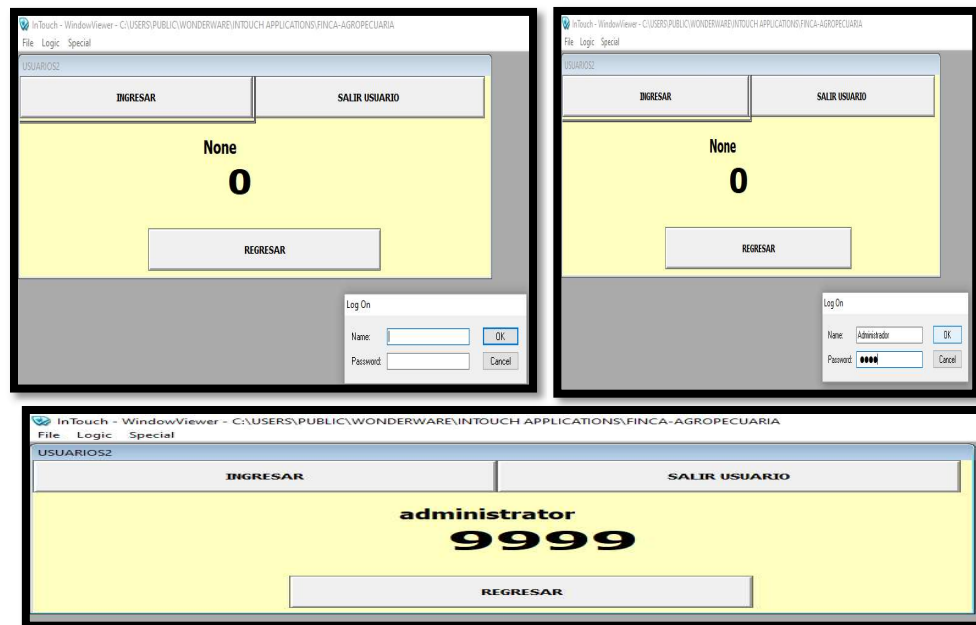 InTouch - WindowViewer - C:\USERS\PUBLIC\WONDERWARE\INTOUCH APPLICATIONS\FINCA-AGROPECUARIA
File Logic Special
USUARIOS2
INGRESAR SALIR USUARIO
None
0
REGRESAR
Log On
Name: OK
Password: Cancel
InTouch - WindowViewer - C:\USERS\PUBLIC\WONDERWARE\INTOUCH APPLICATIONS\FINCA-AGROPECUARIA
File Logic Special
USUARIOS2
INGRESAR SALIR USUARIO
None
0
REGRESAR
Log On
Name: Administrador OK
Password: ●●●● Cancel
InTouch - WindowViewer - C:\USERS\PUBLIC\WONDERWARE\INTOUCH APPLICATIONS\FINCA-AGROPECUARIA
File Logic Special
USUARIOS2
INGRESAR SALIR USUARIO
administrator
9999
REGRESAR